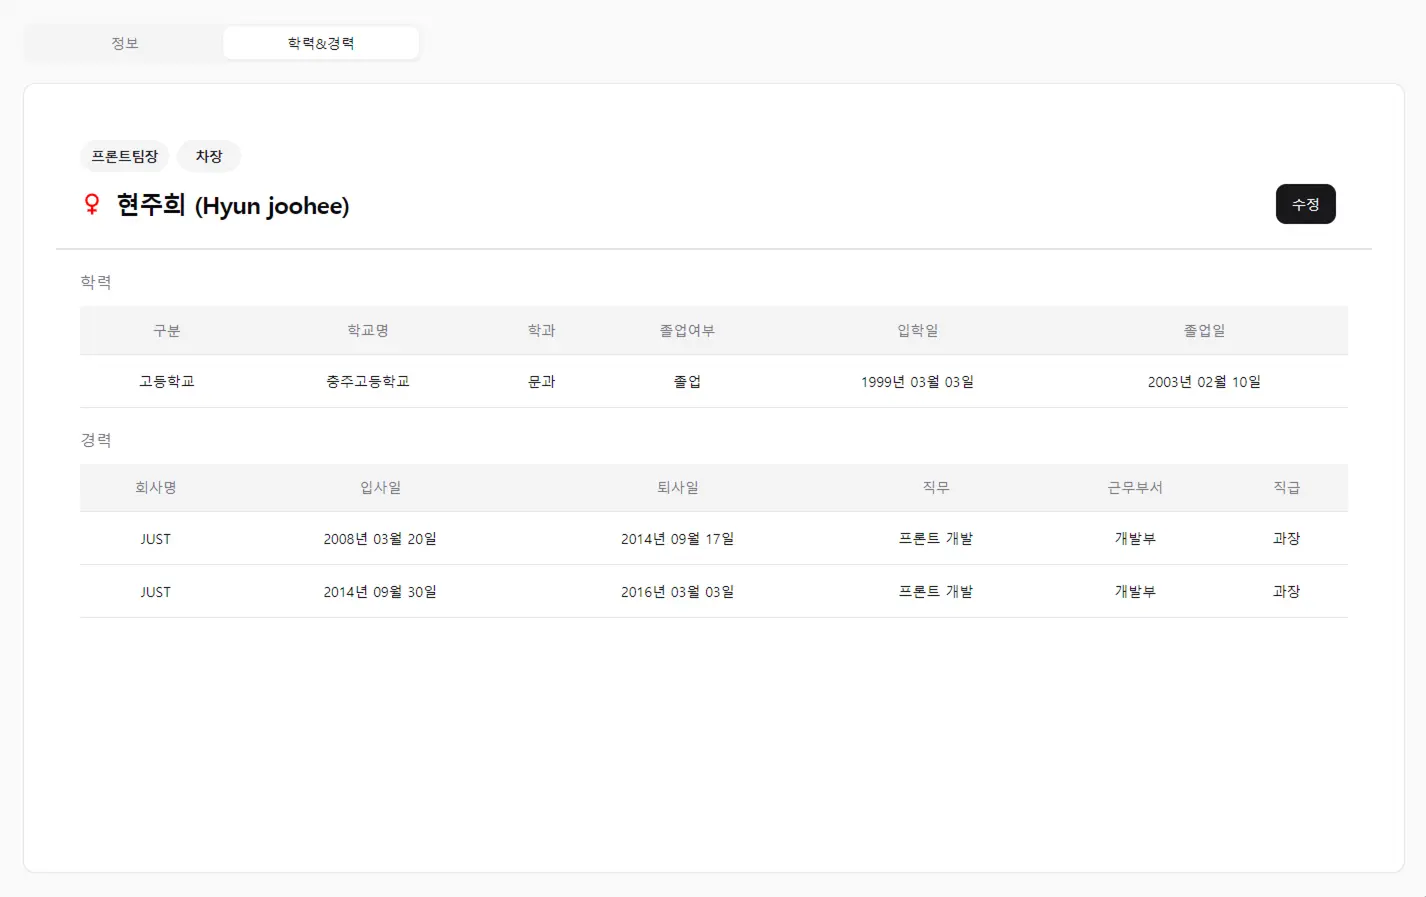 정보 학력&경력
프론트팀장 차장
현주희 (Hyun joohee) 수정
학력
구분 학교명 학과 졸업여부 입학일 졸업일
고등학교 충주고등학교 문과 졸업 1999년 03월 03일 2003년 02월 10일
경력
회사명 입사일 퇴사일 직무 근무부서 직급
JUST 2008년 03월 20일 2014년 09월 17일 프론트 개발 개발부 과장
JUST 2014년 09월 30일 2016년 03월 03일 프론트 개발 개발부 과장